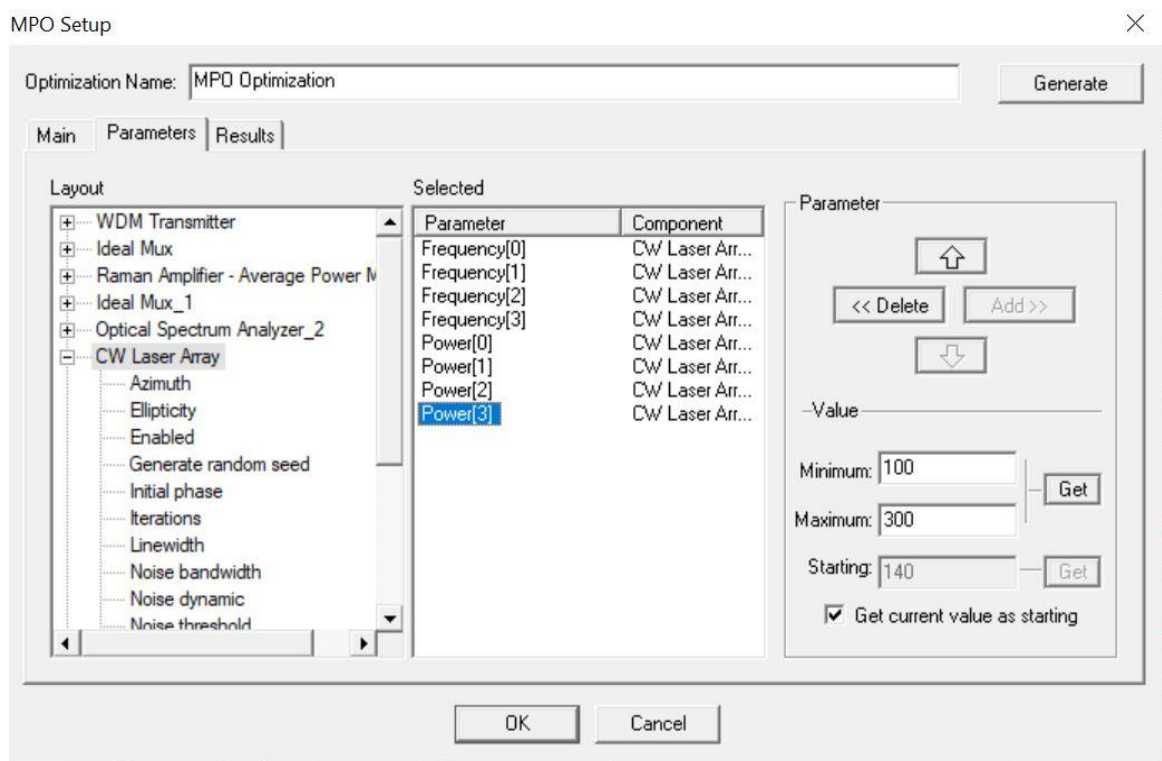 MPO Setup
Optimization Name: MPO Optimization
Generate
Main Parameters Results
Layout
WDM Transmitter
Ideal Mux
Raman Amplifier - Average Power M
Ideal Mux_1
Optical Spectrum Analyzer_2
CW Laser Array
Azimuth
Ellipticity
Enabled
Generate random seed
Initial phase
Iterations
Linewidth
Noise bandwidth
Noise dynamic
Noise threshold
Selected
Parameter Component
Frequency[0] CW Laser Arr...
Frequency[1] CW Laser Arr...
Frequency[2] CW Laser Arr...
Frequency[3] CW Laser Arr...
Power[0] CW Laser Arr...
Power[1] CW Laser Arr...
Power[2] CW Laser Arr...
Power[3] CW Laser Arr...
Parameter
<< Delete Add >>
Value
Minimum: 100
Get
Maximum: 300
Starting: 140 Get
Get current value as starting
OK Cancel